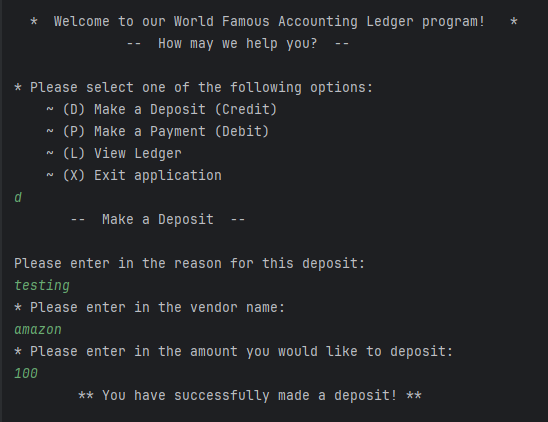 * Welcome to our World Famous Accounting Ledger program! *
-- How may we help you? --
* Please select one of the following options:
~ (D) Make a Deposit (Credit)
~ (P) Make a Payment (Debit)
~ (L) View Ledger
~ (X) Exit application
d
-- Make a Deposit --
Please enter in the reason for this deposit:
testing
* Please enter in the vendor name:
amazon
* Please enter in the amount you would like to deposit:
100
** You have successfully made a deposit! **